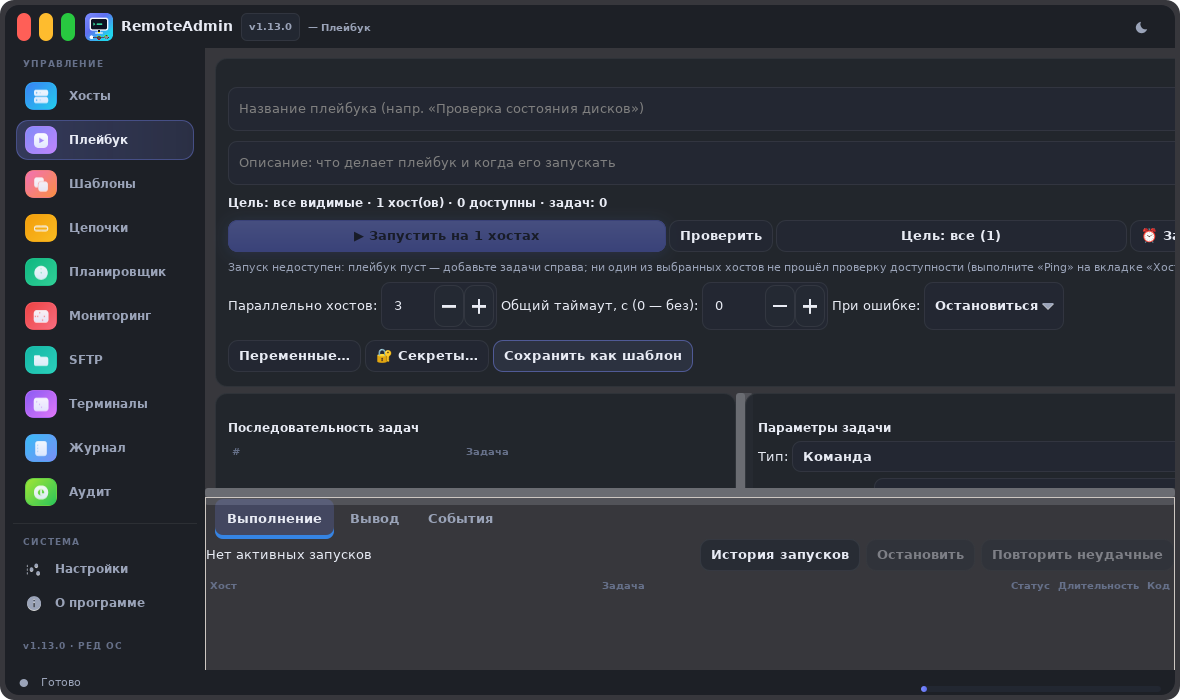 RemoteAdmin v1.13.0 — Плейбук
УПРАВЛЕНИЕ
Хосты
Плейбук
Шаблоны
Цепочки
Планировщик
Мониторинг
SFTP
Терминалы
Журнал
Аудит
СИСТЕМА
Настройки
О программе
v1.13.0 · РЕД ОС
Готово
Название плейбука (напр. «Проверка состояния дисков»)
Описание: что делает плейбук и когда его запускать
Цель: все видимые · 1 хост(ов) · 0 доступны · задач: 0
▶ Запустить на 1 хостах Проверить Цель: все (1) ⏰ За
Запуск недоступен: плейбук пуст — добавьте задачи справа; ни один из выбранных хостов не прошёл проверку доступности (выполните «Ping» на вкладке «Хос
Параллельно хостов: 3 − + Общий таймаут, с (0 — без): 0 − + При ошибке: Остановиться
Переменные… 🔐 Секреты… Сохранить как шаблон
Последовательность задач
# Задача
Параметры задачи
Тип: Команда
Выполнение Вывод События
Нет активных запусков История запусков Остановить Повторить неудачные
Хост Задача Статус Длительность Код